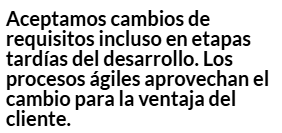 Aceptamos cambios de
requisitos incluso en etapas
tardías del desarrollo. Los
procesos ágiles aprovechan el
cambio para la ventaja del
cliente.